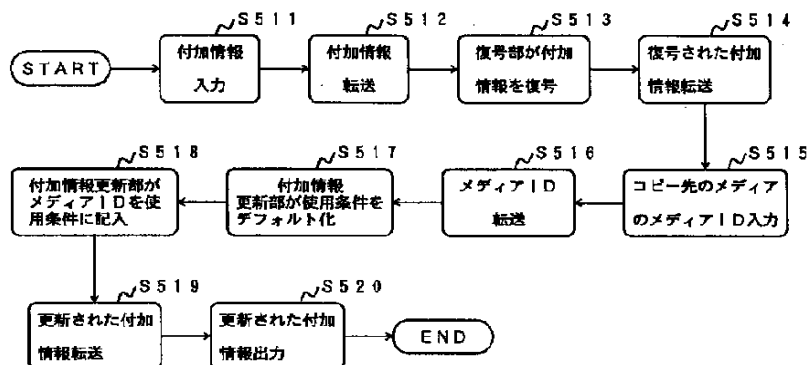 START
S511
付加情報
入力
S512
付加情報
転送
S513
復号部が付加
情報を復号
S514
復号された付加
情報転送
S515
コピー先のメディア
のメディアID入力
S516
メディアID
転送
S517
付加情報
更新部が使用条件を
デフォルト化
S518
付加情報更新部が
メディアIDを使
用条件に記入
S519
更新された付加
情報転送
S520
更新された付加
情報出力
END